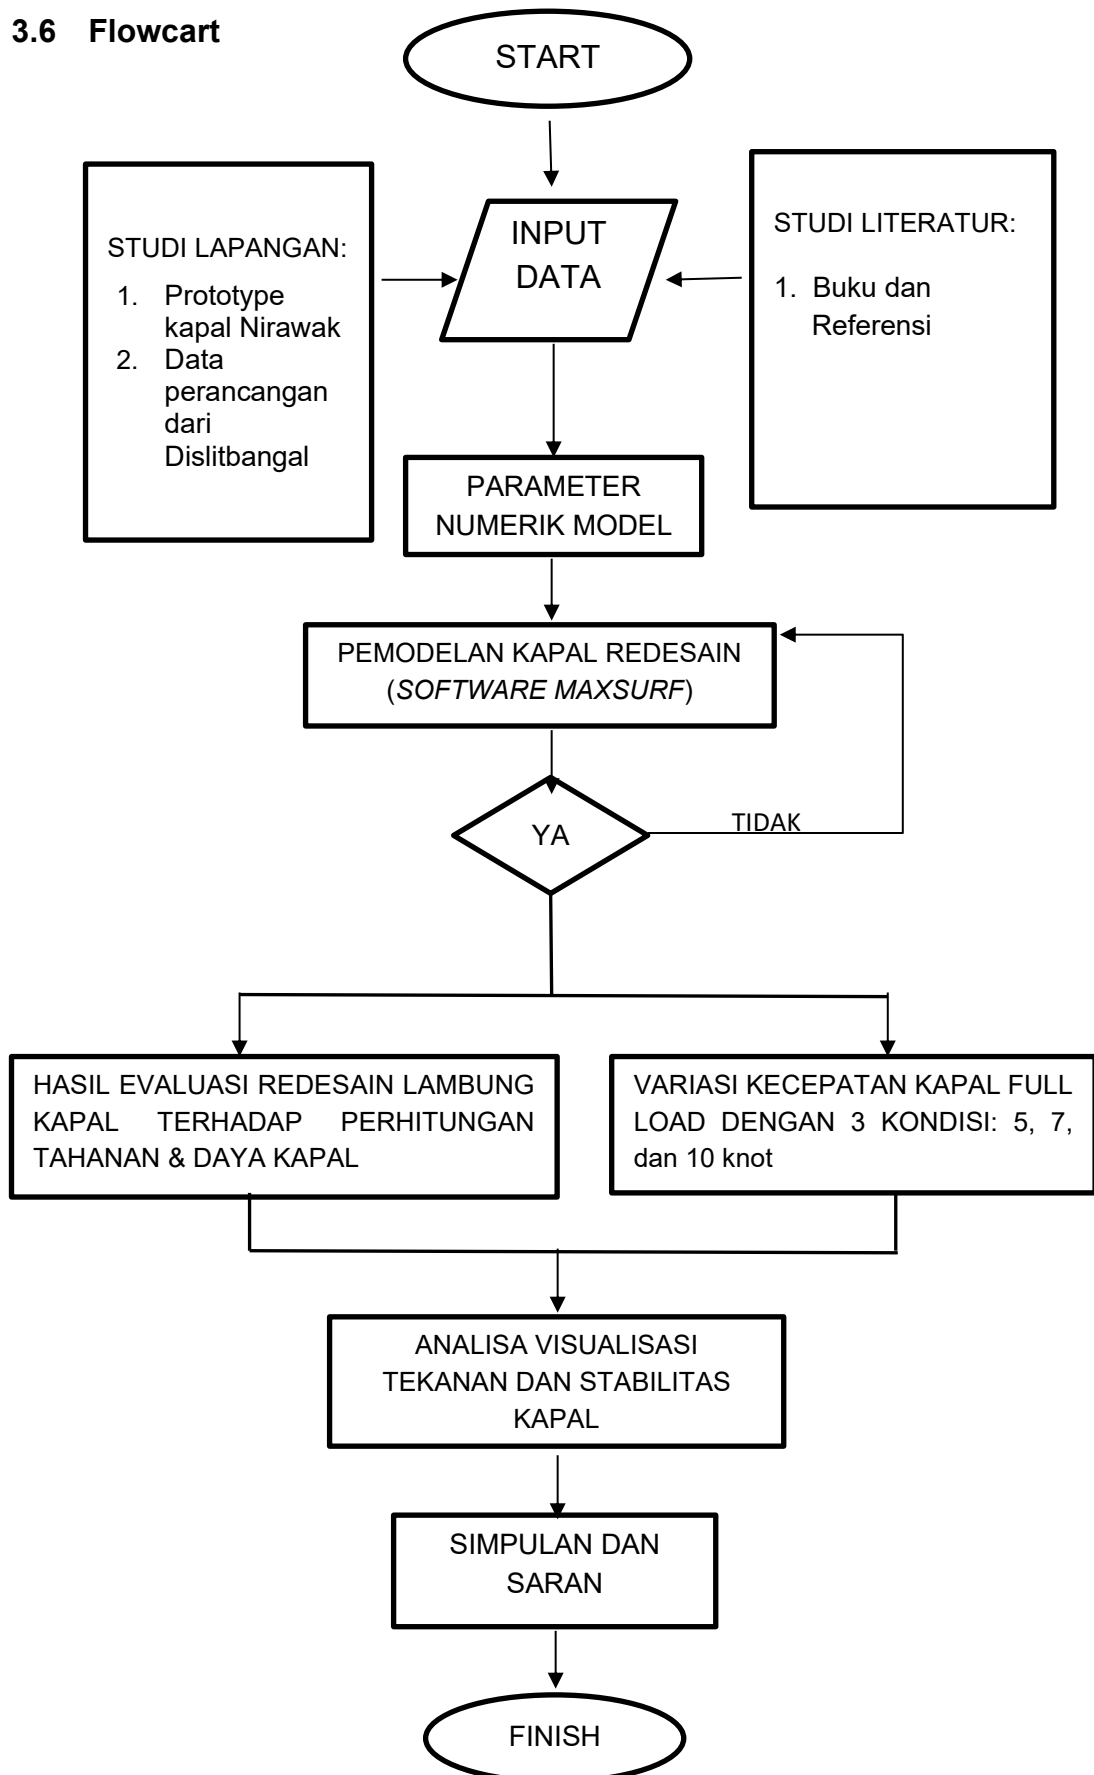 3.6 Flowcart
START
STUDI LAPANGAN:
1. Prototype
kapal Nirawak
2. Data
perancangan
dari
Dislitbangal
INPUT
DATA
STUDI LITERATUR:
1. Buku dan
Referensi
PARAMETER
NUMERIK MODEL
PEMODELAN KAPAL REDESAIN
(SOFTWARE MAXSURF)
YA
TIDAK
HASIL EVALUASI REDESAIN LAMBUNG
KAPAL TERHADAP PERHITUNGAN
TAHANAN & DAYA KAPAL
VARIASI KECEPATAN KAPAL FULL
LOAD DENGAN 3 KONDISI: 5, 7,
dan 10 knot
ANALISA VISUALISASI
TEKANAN DAN STABILITAS
KAPAL
SIMPULAN DAN
SARAN
FINISH